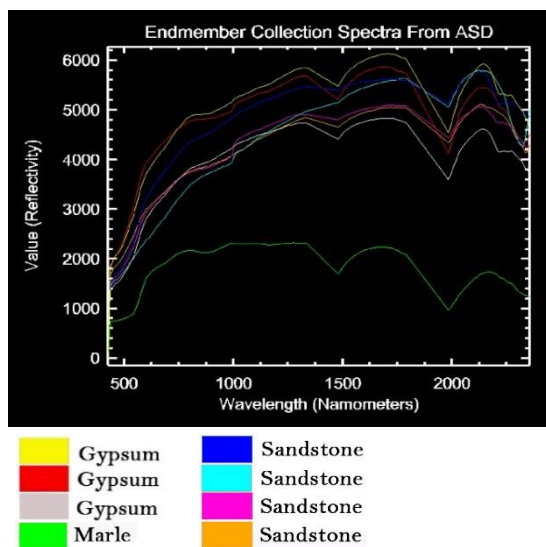 Endmember Collection Spectra From ASD
6000
5000
4000
3000
2000
1000
0
Value (Reflectivity)
500 1000 1500 2000
Wavelength (Namometers)
Gypsum Sandstone
Gypsum Sandstone
Gypsum Sandstone
Marle Sandstone